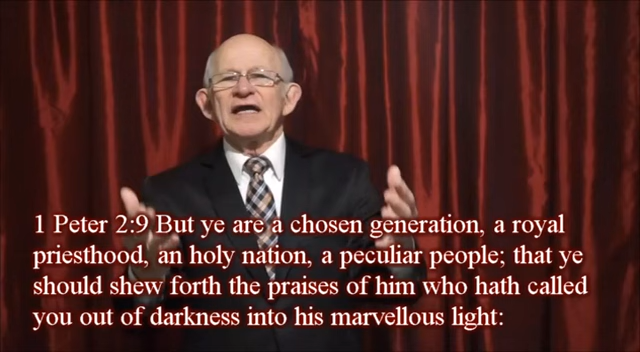 1 Peter 2:9 But ye are a chosen generation, a royal
priesthood, an holy nation, a peculiar people; that ye
should shew forth the praises of him who hath called
you out of darkness into his marvellous light: